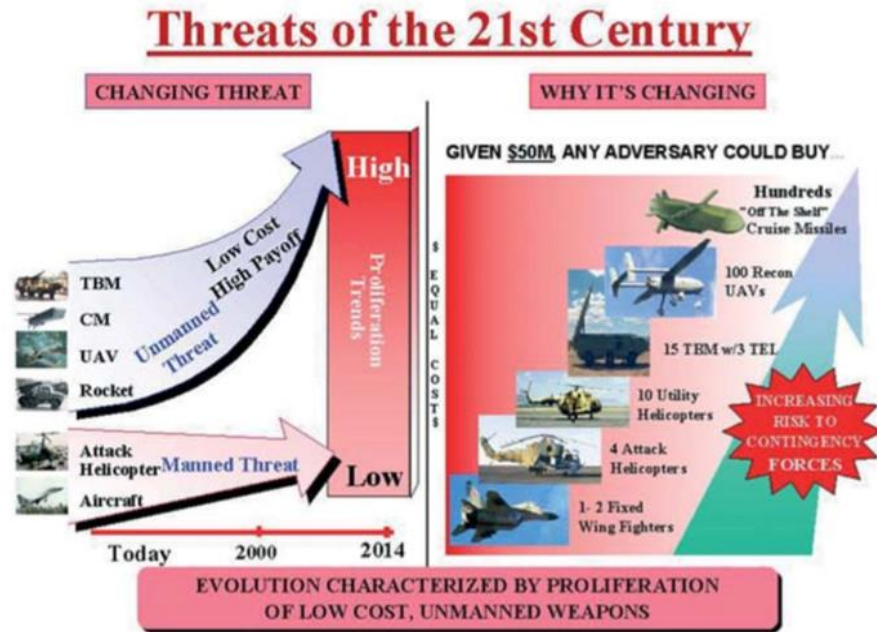 Threats of the 21st Century
CHANGING THREAT
High
Low Cost
High Payoff
Unmanned
Threat
TBM
CM
UAV
Rocket
Attack
Helicopter
Aircraft
Manned Threat
Proliferation
Trends
Low
Today
2000
2014
$ EQUAL COST$
WHY IT'S CHANGING
GIVEN $50M, ANY ADVERSARY COULD BUY...
Hundreds
"Off The Shelf"
Cruise Missiles
100 Recon
UAVs
15 TBM w/3 TEL
10 Utility
Helicopters
4 Attack
Helicopters
1- 2 Fixed
Wing Fighters
INCREASING
RISK TO
CONTINGENCY
FORCES
EVOLUTION CHARACTERIZED BY PROLIFERATION
OF LOW COST, UNMANNED WEAPONS